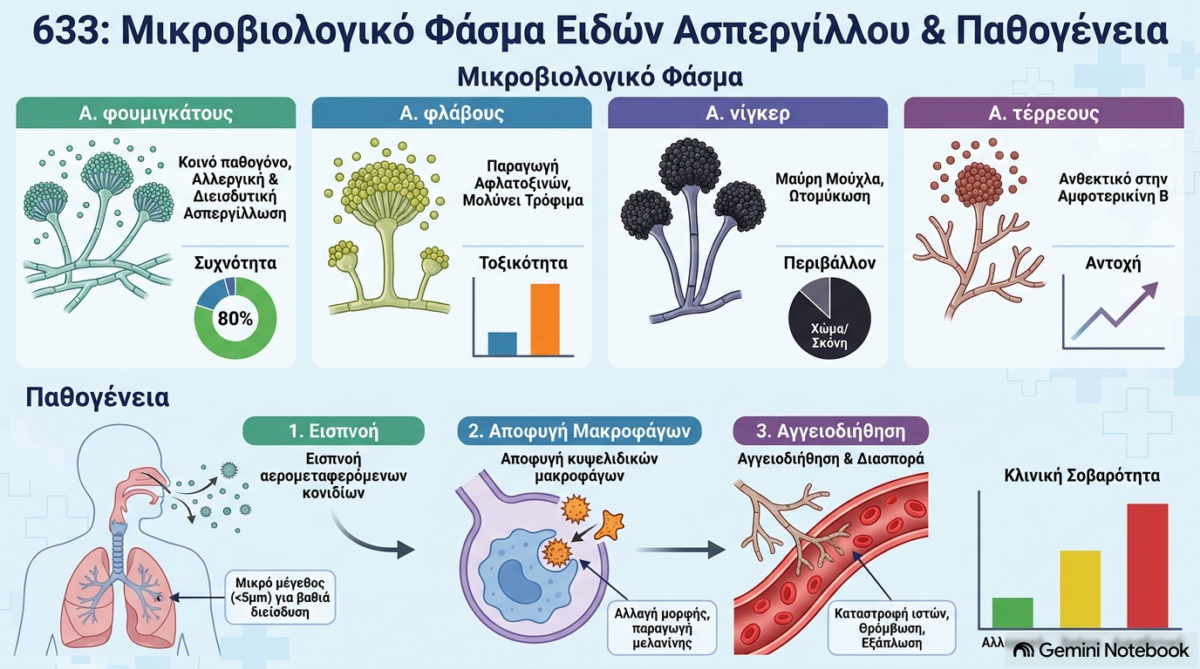 633: Μικροβιολογικό Φάσμα Ειδών Ασπεργίλλου & Παθογένεια
Μικροβιολογικό Φάσμα
Α. φουμιγκάτους
Κοινό παθογόνο,
Αλλεργική &
Διεισδυτική
Ασπεργίλλωση
Συχνότητα
80%
Α. φλάβους
Παραγωγή
Αφλατοξινών,
Μολύνει Τρόφιμα
Τοξικότητα
Α. νίγκερ
Μαύρη Μούχλα,
Ωτομύκωση
Περιβάλλον
Χώμα/
Σκόνη
Α. τέρρεους
Ανθεκτικό στην
Αμφοτερικίνη Β
Αντοχή
Παθογένεια
1. Εισπνοή
Εισπνοή
αερομεταφερόμενων
κονιδίων
Μικρό μέγεθος
(<5μm) για βαθιά
διείσδυση
2. Αποφυγή Μακροφάγων
Αποφυγή κυψελιδικών
μακροφάγων
Αλλαγή μορφής,
παραγωγή
μελανίνης
3. Αγγειοδιήθηση
Αγγειοδιήθηση & Διασπορά
Καταστροφή ιστών,
Θρόμβωση,
Εξάπλωση
Κλινική Σοβαρότητα
Gemini Notebook